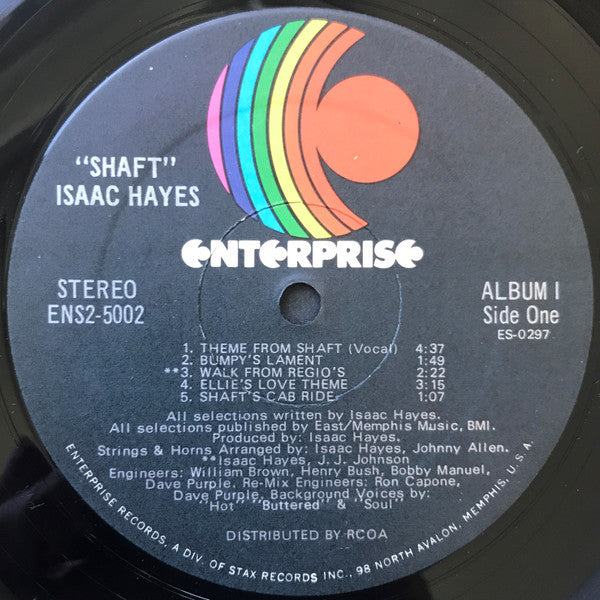 "SHAFT"
ISAAC HAYES
enterprise
STEREO
ENS2-5002
ALBUM I
Side One
ES-0297
1. THEME FROM SHAFT (Vocal) 4:37
2. BUMPY'S LAMENT 1:49
**3. WALK FROM REGIO'S 2:22
4. ELLIE'S LOVE THEME 3:15
5. SHAFT'S CAB RIDE 1:07
All selections written by Isaac Hayes.
All selections published by East/Memphis Music, BMI.
Produced by: Isaac Hayes.
Strings & Horns Arranged by: Isaac Hayes, Johnny Allen.
**Isaac Hayes, J. J. Johnson
Engineers: William Brown, Henry Bush, Bobby Manuel,
Dave Purple. Re-Mix Engineers: Ron Capone,
Dave Purple, Background Voices by:
"Hot" "Buttered" & "Soul"
DISTRIBUTED BY RCOA
ENTERPRISE RECORDS, A DIV. OF STAX RECORDS INC., 98 NORTH AVALON, MEMPHIS, U.S.A.